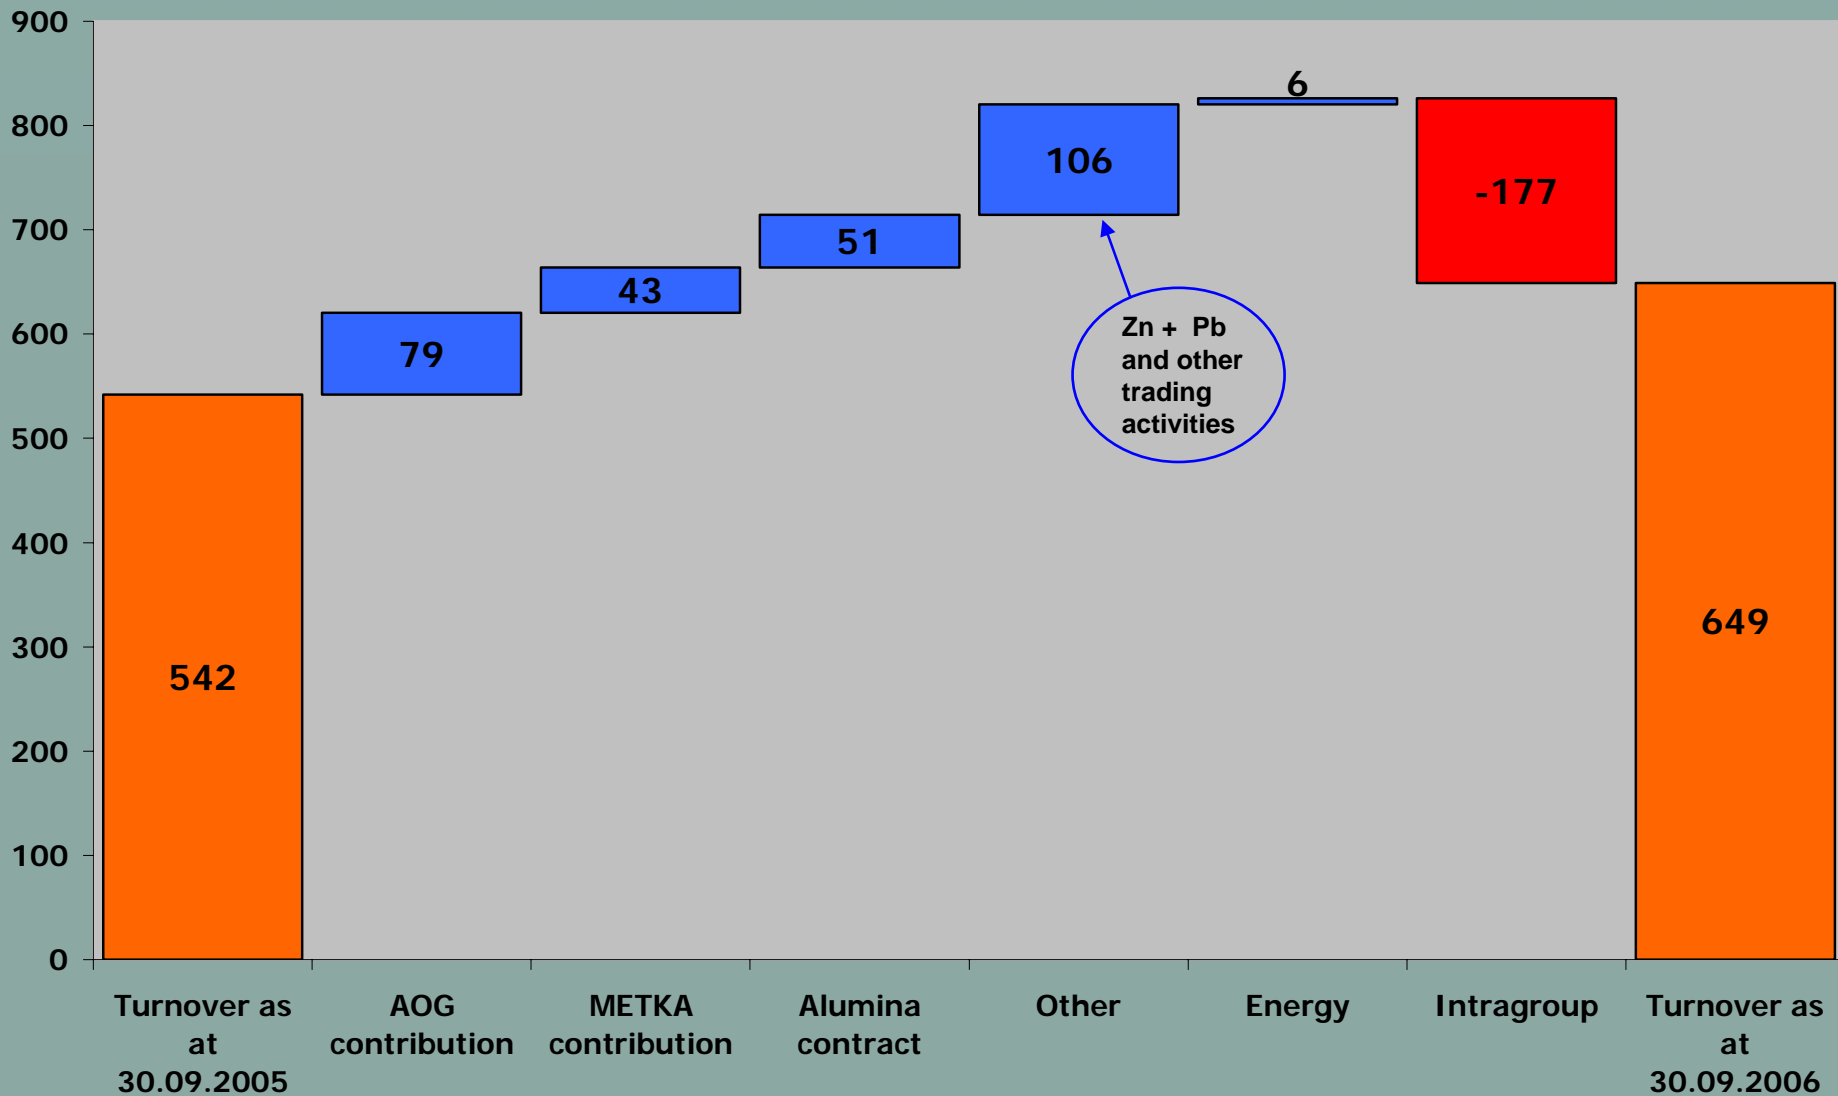 900
800
700
600
500
400
300
200
100
0
542
79
43
51
106
6
-177
649
Zn + Pb
and other
trading
activities
Turnover as
at
30.09.2005
AOG
contribution
METKA
contribution
Alumina
contract
Other
Energy
Intragroup
Turnover as
at
30.09.2006